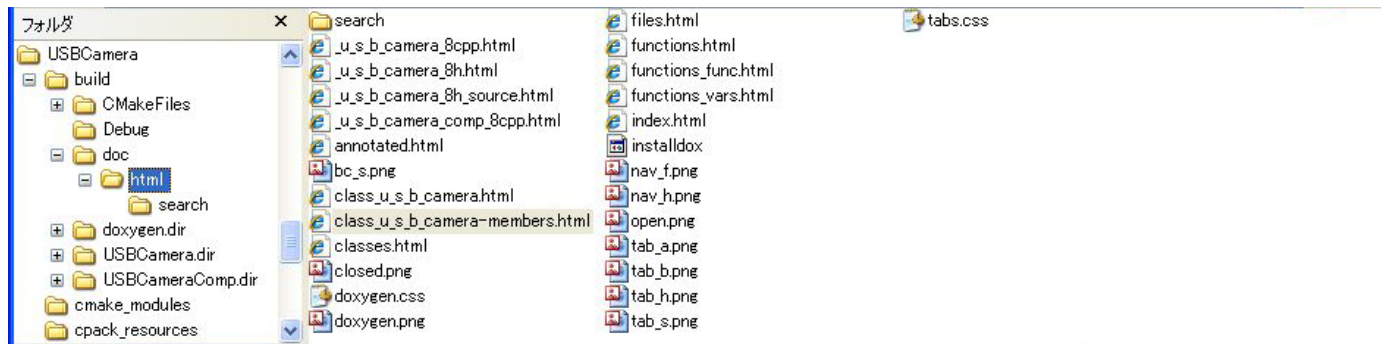 フォルダ
USBCamera
build
CMakeFiles
Debug
doc
html
search
doxygen.dir
USBCamera.dir
USBCameraComp.dir
cmake_modules
cpack_resources
search
_u_s_b_camera_8cpp.html
_u_s_b_camera_8h.html
_u_s_b_camera_8h_source.html
_u_s_b_camera_comp_8cpp.html
annotated.html
bc_s.png
class_u_s_b_camera.html
class_u_s_b_camera-members.html
classes.html
closed.png
doxygen.css
doxygen.png
files.html
functions.html
functions_func.html
functions_vars.html
index.html
installdox
nav_f.png
nav_h.png
open.png
tab_a.png
tab_b.png
tab_h.png
tab_s.png
tabs.css